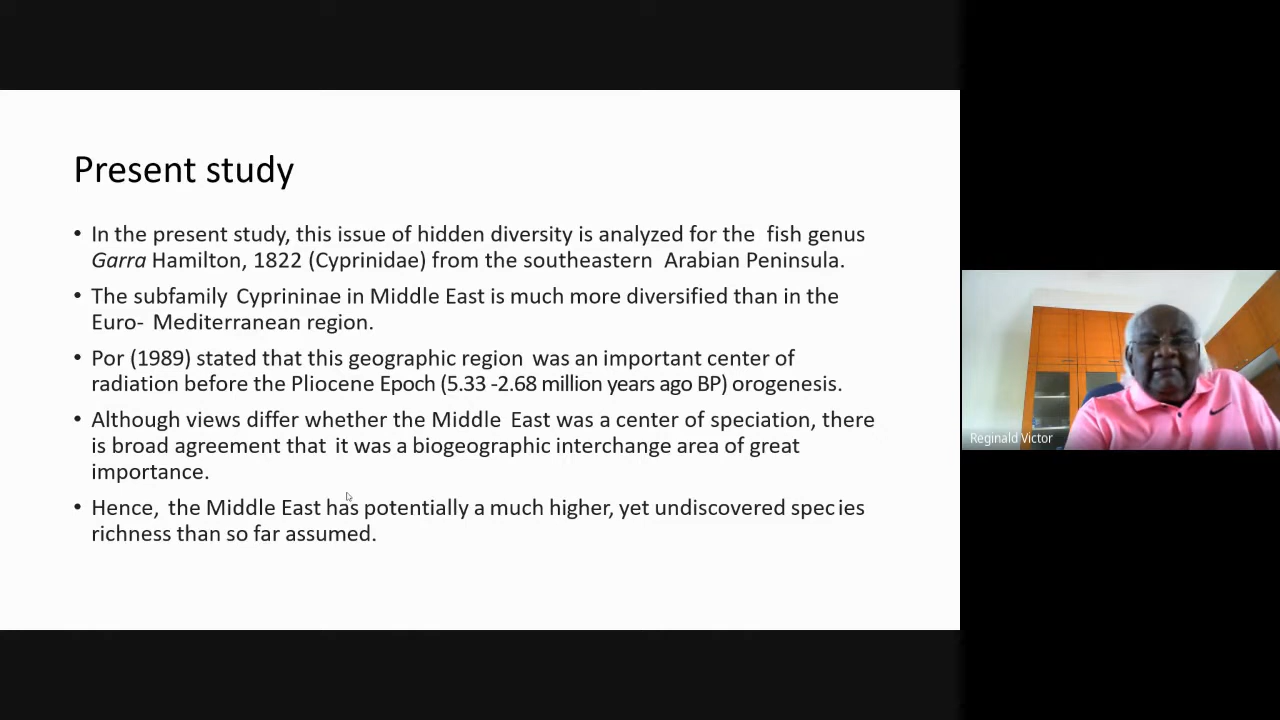 Present study
• In the present study, this issue of hidden diversity is analyzed for the fish genus
Garra Hamilton, 1822 (Cyprinidae) from the southeastern Arabian Peninsula.
• The subfamily Cyprininae in Middle East is much more diversified than in the
Euro- Mediterranean region.
• Por (1989) stated that this geographic region was an important center of
radiation before the Pliocene Epoch (5.33 -2.68 million years ago BP) orogenesis.
• Although views differ whether the Middle East was a center of speciation, there
is broad agreement that it was a biogeographic interchange area of great
importance.
• Hence, the Middle East has potentially a much higher, yet undiscovered species
richness than so far assumed.
Reginald Victor